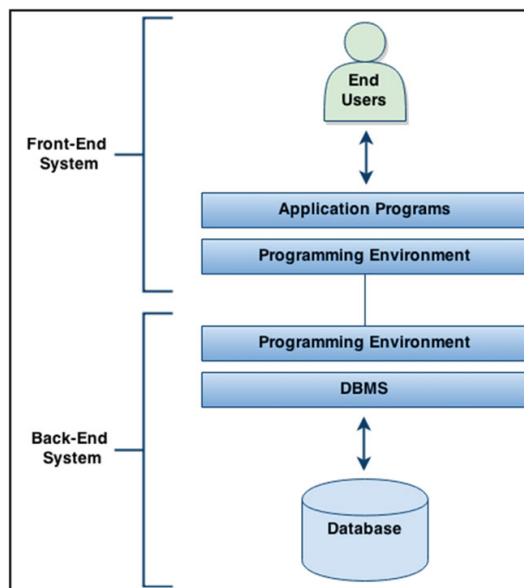 End
Users
Front-End
System
Application Programs
Programming Environment
Programming Environment
DBMS
Back-End
System
Database